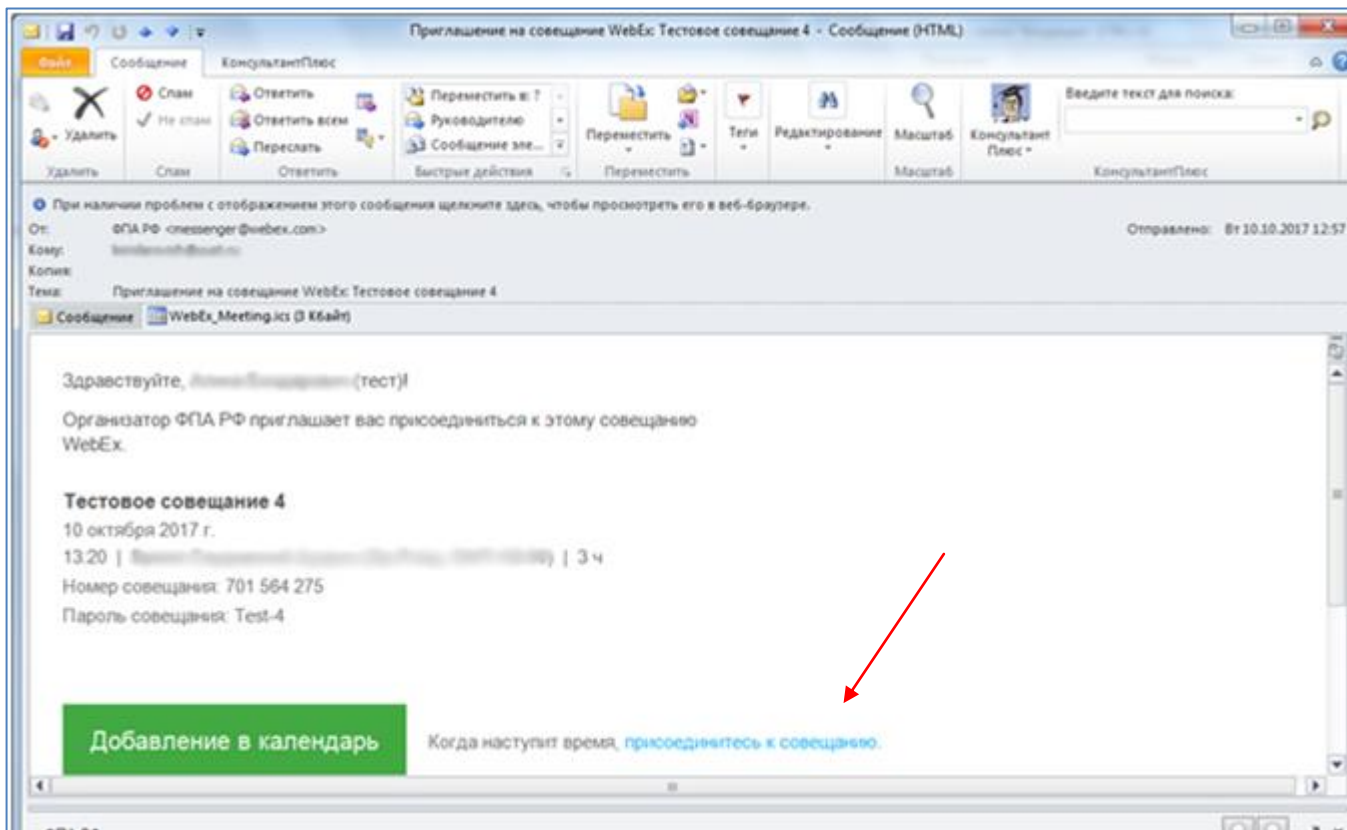 Приглашение на совещание WebEx: Тестовое совещание 4 - Сообщение (HTML)
Файл Сообщение КонсультантПлюс
Удалить
Спам
Не спам
Ответить
Ответить всем
Переслать
Переместить в: ?
Руководителю
Сообщение эле...
Переместить
Теги
Редактирование
Масштаб
Консультант Плюс
Введите текст для поиска:
Удалить Спам Ответить Быстрые действия Переместить Масштаб КонсультантПлюс
При наличии проблем с отображением этого сообщения щелкните здесь, чтобы просмотреть его в веб-браузере.
От: ФПА РФ <messenger@webex.com> Отправлено: Вт 10.10.2017 12:57
Кому:
Копия:
Тема: Приглашение на совещание WebEx: Тестовое совещание 4
Сообщение WebEx_Meeting.ics (3 Кбайт)
Здравствуйте, (тест)!
Организатор ФПА РФ приглашает вас присоединиться к этому совещанию
WebEx.
Тестовое совещание 4
10 октября 2017 г.
13:20 | ) | 3 ч
Номер совещания: 701 564 275
Пароль совещания: Test-4
Добавление в календарь Когда наступит время, присоединитесь к совещанию.